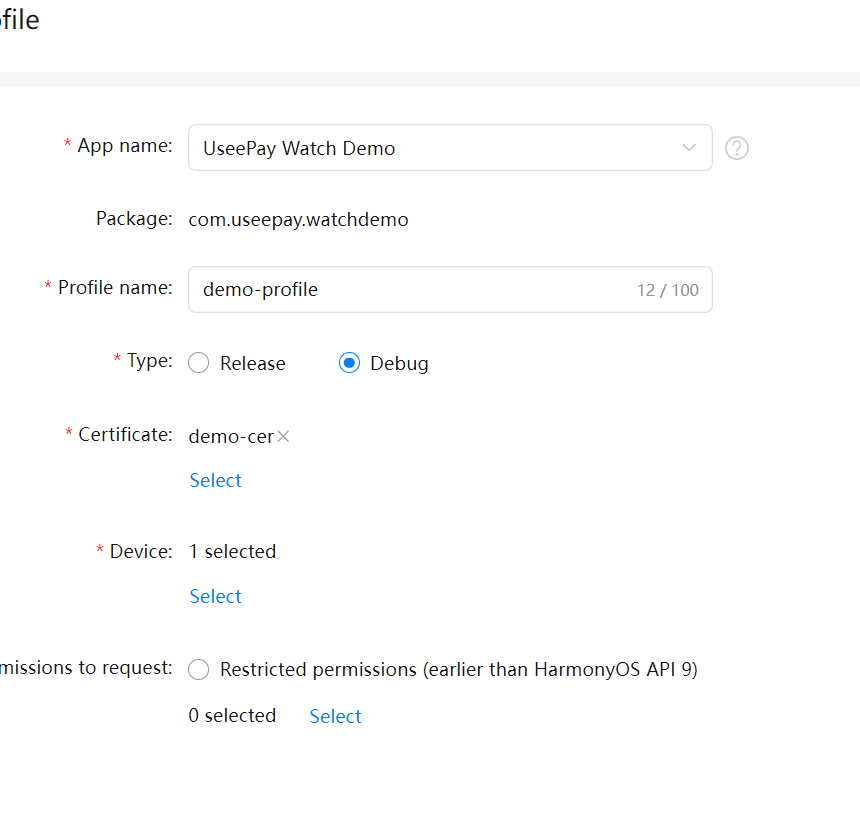 ofile
* App name: UseePay Watch Demo
Package: com.useepay.watchdemo
* Profile name: demo-profile 12 / 100
* Type: Release Debug
* Certificate: demo-cer
Select
* Device: 1 selected
Select
missions to request: Restricted permissions (earlier than HarmonyOS API 9)
0 selected Select